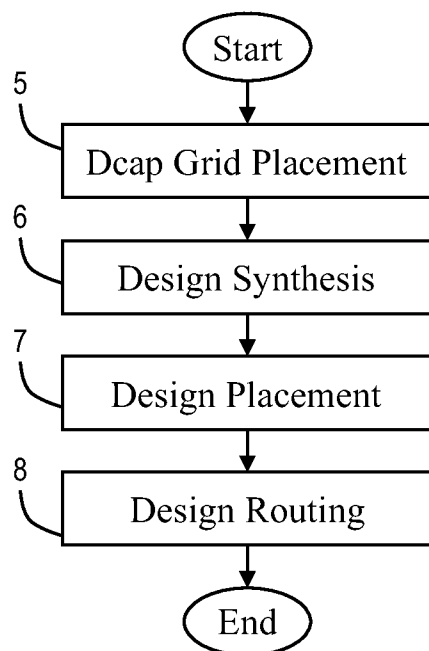 Start
5
Dcap Grid Placement
6
Design Synthesis
7
Design Placement
8
Design Routing
End